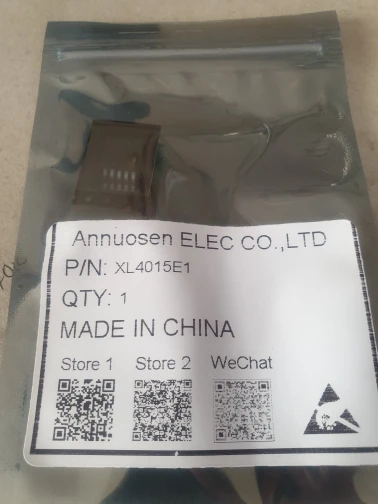 Annuosen ELEC CO.,LTD
P/N: XL4015E1
QTY: 1
MADE IN CHINA
Store 1 Store 2 WeChat